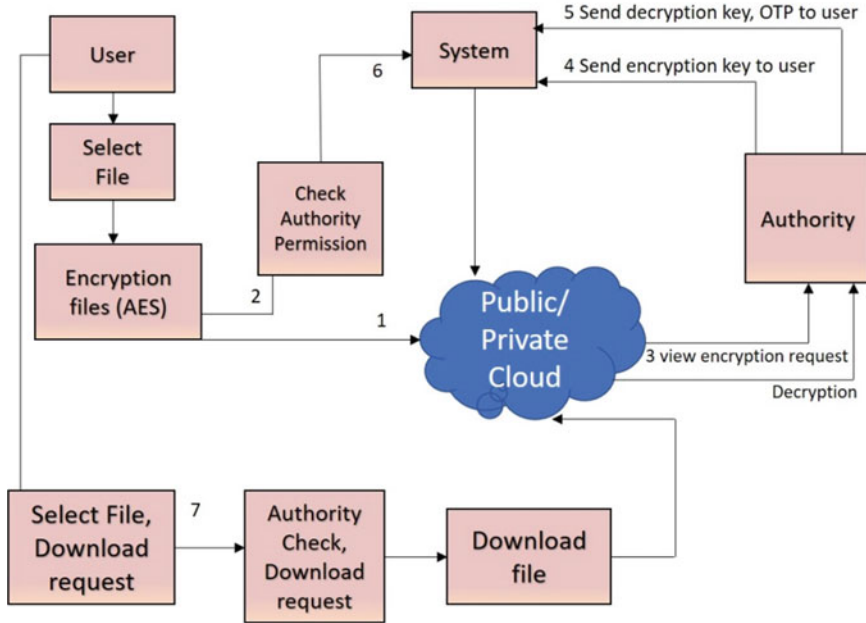 5 Send decryption key, OTP to user
User
System
6
4 Send encryption key to user
Select
File
Check
Authority
Permission
Authority
Encryption
files (AES)
2
1
Public/
Private
Cloud
3 view encryption request
Decryption
Select File,
Download
request
7
Authority
Check,
Download
request
Download
file